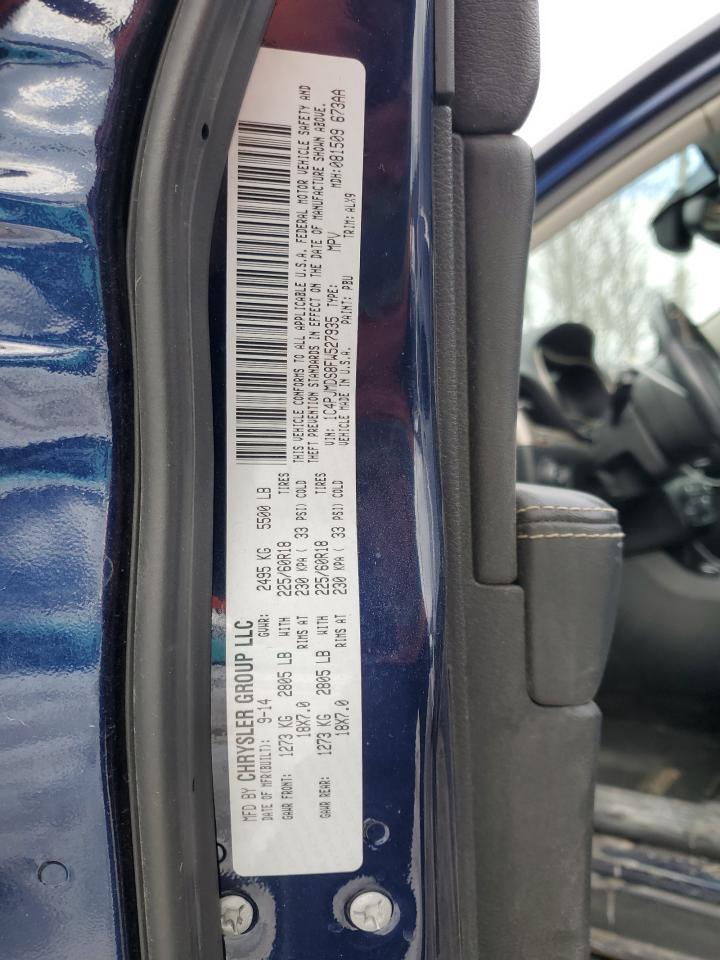 MFD BY CHRYSLER GROUP LLC
DATE OF MFR(BUILT): 9-14 GVWR: 2495 KG 5500 LB
GAWR FRONT: 1273 KG 2805 LB WITH 225/60R18 TIRES
18X7.0 RIMS AT 230 KPA ( 33 PSI) COLD
GAWR REAR: 1273 KG 2805 LB WITH 225/60R18 TIRES
18X7.0 RIMS AT 230 KPA ( 33 PSI) COLD
THIS VEHICLE CONFORMS TO ALL APPLICABLE U.S.A. FEDERAL MOTOR VEHICLE SAFETY AND
THEFT PREVENTION STANDARDS IN EFFECT ON THE DATE OF MANUFACTURE SHOWN ABOVE.
VIN: 1C4PJMDS8FW527935 TYPE: MPV MDH:081509 673AA
VEHICLE MADE IN U.S.A. PAINT: PBU TRIM: ALX9